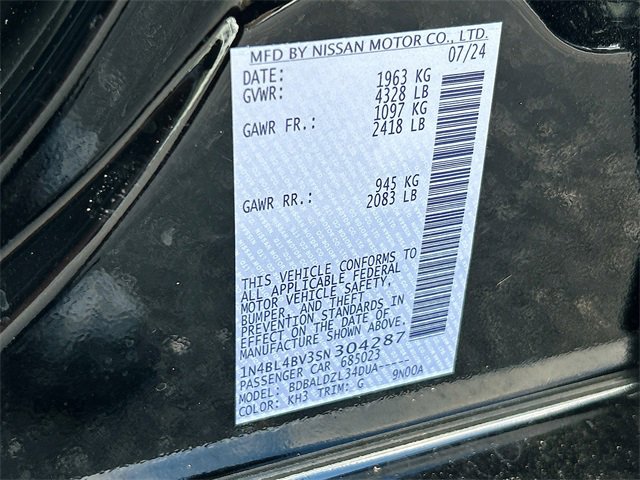 MFD BY NISSAN MOTOR CO., LTD.
07/24
DATE: 1963 KG
GVWR: 4328 LB
1097 KG
GAWR FR.: 2418 LB
945 KG
GAWR RR.: 2083 LB
THIS VEHICLE CONFORMS TO
ALL APPLICABLE FEDERAL
MOTOR VEHICLE SAFETY,
BUMPER, AND THEFT
PREVENTION STANDARDS IN
EFFECT ON THE DATE OF
MANUFACTURE SHOWN ABOVE.
1N4BL4BV3SN304287
PASSENGER CAR 685023
MODEL: BDBALDZL34DUA-----
COLOR: KH3 TRIM: G 9N00A